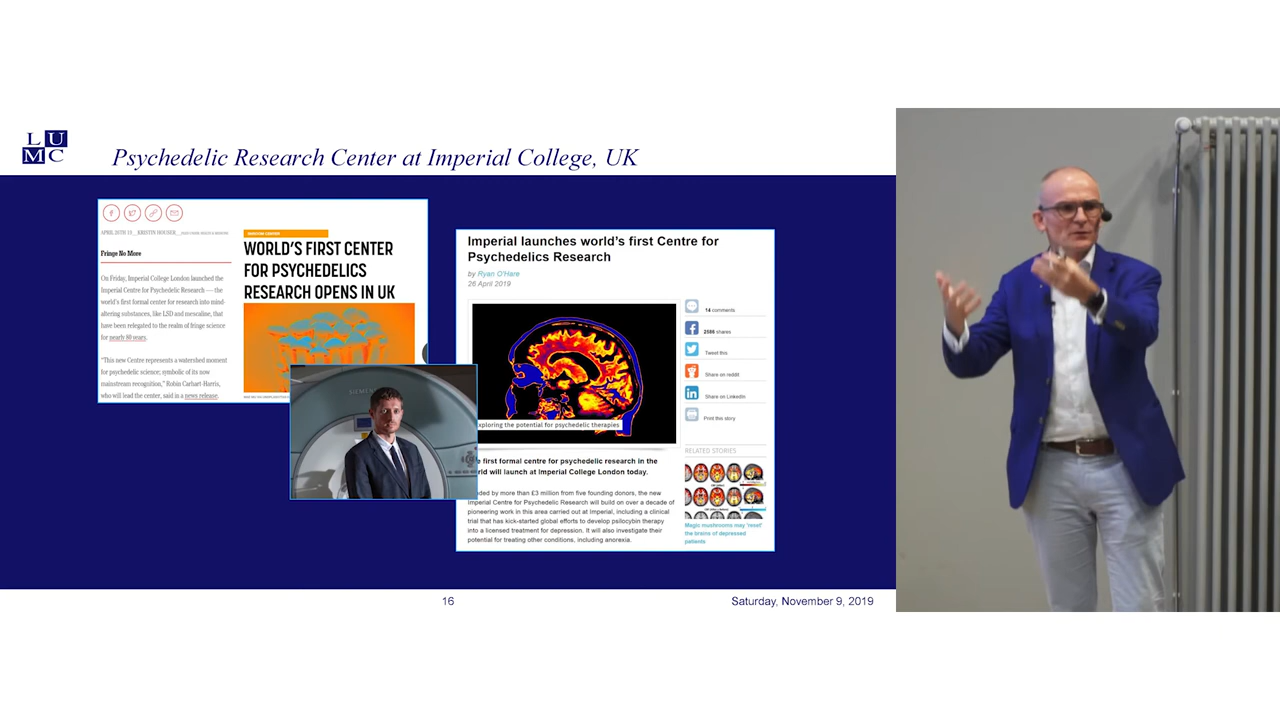 L U
M C
Psychedelic Research Center at Imperial College, UK
Fringe No More
On Friday, Imperial College London launched the
Imperial Centre for Psychedelic Research — the
world's first formal center for research into mind-
altering substances, like LSD and mescaline, that
have been relegated to the realm of fringe science
for nearly 80 years.
"This new Centre represents a watershed moment
for psychedelic science; symbolic of its now
mainstream recognition," Robin Carhart-Harris,
who will lead the center, said in a news release.
WORLD'S FIRST CENTER
FOR PSYCHEDELICS
RESEARCH OPENS IN UK
Imperial launches world's first Centre for
Psychedelics Research
by Ryan O'Hare
26 April 2019
xploring the potential for psychedelic therapies
e first formal centre for psychedelic research in the
rld will launch at Imperial College London today.
ded by more than £3 million from five founding donors, the new
Imperial Centre for Psychedelic Research will build on over a decade of
pioneering work in this area carried out at Imperial, including a clinical
trial that has kick-started global efforts to develop psilocybin therapy
into a licensed treatment for depression. It will also investigate their
potential for treating other conditions, including anorexia.
14 comments
2586 shares
Tweet this
Share on reddit
Share on LinkedIn
Print this story
RELATED STORIES
Magic mushrooms may 'reset'
the brains of depressed
patients
16
Saturday, November 9, 2019